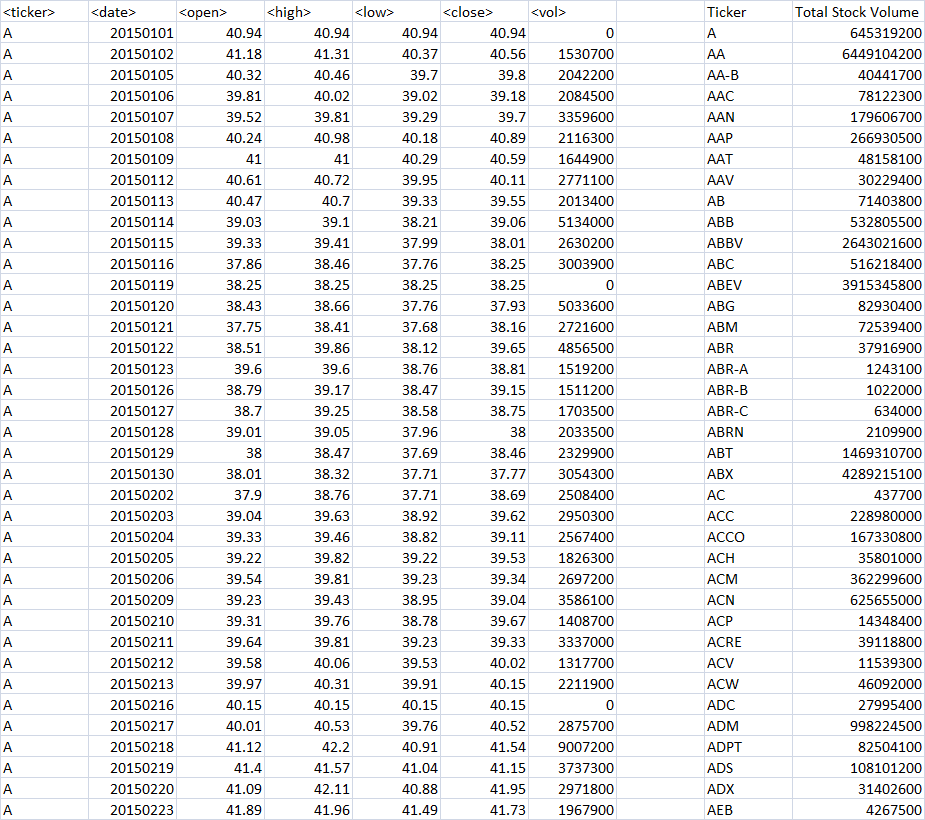 <ticker> <date> <open> <high> <low> <close> <vol> Ticker Total Stock Volume
A 20150101 40.94 40.94 40.94 40.94 0 A 645319200
A 20150102 41.18 41.31 40.37 40.56 1530700 AA 6449104200
A 20150105 40.32 40.46 39.7 39.8 2042200 AA-B 40441700
A 20150106 39.81 40.02 39.02 39.18 2084500 AAC 78122300
A 20150107 39.52 39.81 39.29 39.7 3359600 AAN 179606700
A 20150108 40.24 40.98 40.18 40.89 2116300 AAP 266930500
A 20150109 41 41 40.29 40.59 1644900 AAT 48158100
A 20150112 40.61 40.72 39.95 40.11 2771100 AAV 30229400
A 20150113 40.47 40.7 39.33 39.55 2013400 AB 71403800
A 20150114 39.03 39.1 38.21 39.06 5134000 ABB 532805500
A 20150115 39.33 39.41 37.99 38.01 2630200 ABBV 2643021600
A 20150116 37.86 38.46 37.76 38.25 3003900 ABC 516218400
A 20150119 38.25 38.25 38.25 38.25 0 ABEV 3915345800
A 20150120 38.43 38.66 37.76 37.93 5033600 ABG 82930400
A 20150121 37.75 38.41 37.68 38.16 2721600 ABM 72539400
A 20150122 38.51 39.86 38.12 39.65 4856500 ABR 37916900
A 20150123 39.6 39.6 38.76 38.81 1519200 ABR-A 1243100
A 20150126 38.79 39.17 38.47 39.15 1511200 ABR-B 1022000
A 20150127 38.7 39.25 38.58 38.75 1703500 ABR-C 634000
A 20150128 39.01 39.05 37.96 38 2033500 ABRN 2109900
A 20150129 38 38.47 37.69 38.46 2329900 ABT 1469310700
A 20150130 38.01 38.32 37.71 37.77 3054300 ABX 4289215100
A 20150202 37.9 38.76 37.71 38.69 2508400 AC 437700
A 20150203 39.04 39.63 38.92 39.62 2950300 ACC 228980000
A 20150204 39.33 39.46 38.82 39.11 2567400 ACCO 167330800
A 20150205 39.22 39.82 39.22 39.53 1826300 ACH 35801000
A 20150206 39.54 39.81 39.23 39.34 2697200 ACM 362299600
A 20150209 39.23 39.43 38.95 39.04 3586100 ACN 625655000
A 20150210 39.31 39.76 38.78 39.67 1408700 ACP 14348400
A 20150211 39.64 39.81 39.23 39.33 3337000 ACRE 39118800
A 20150212 39.58 40.06 39.53 40.02 1317700 ACV 11539300
A 20150213 39.97 40.31 39.91 40.15 2211900 ACW 46092000
A 20150216 40.15 40.15 40.15 40.15 0 ADC 27995400
A 20150217 40.01 40.53 39.76 40.52 2875700 ADM 998224500
A 20150218 41.12 42.2 40.91 41.54 9007200 ADPT 82504100
A 20150219 41.4 41.57 41.04 41.15 3737300 ADS 108101200
A 20150220 41.09 42.11 40.88 41.95 2971800 ADX 31402600
A 20150223 41.89 41.96 41.49 41.73 1967900 AEB 4267500